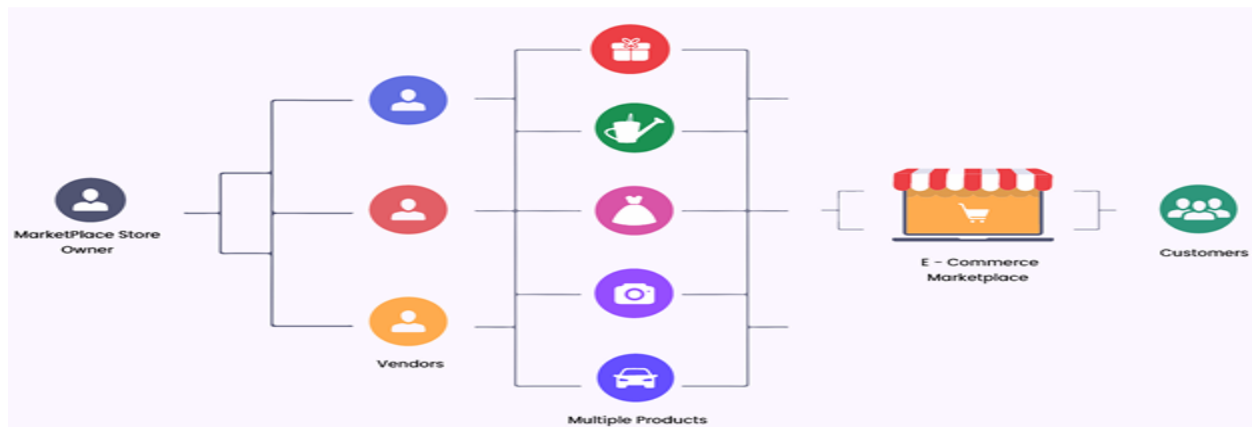 MarketPlace Store
Owner
Vendors
Multiple Products
E - Commerce
Marketplace
Customers